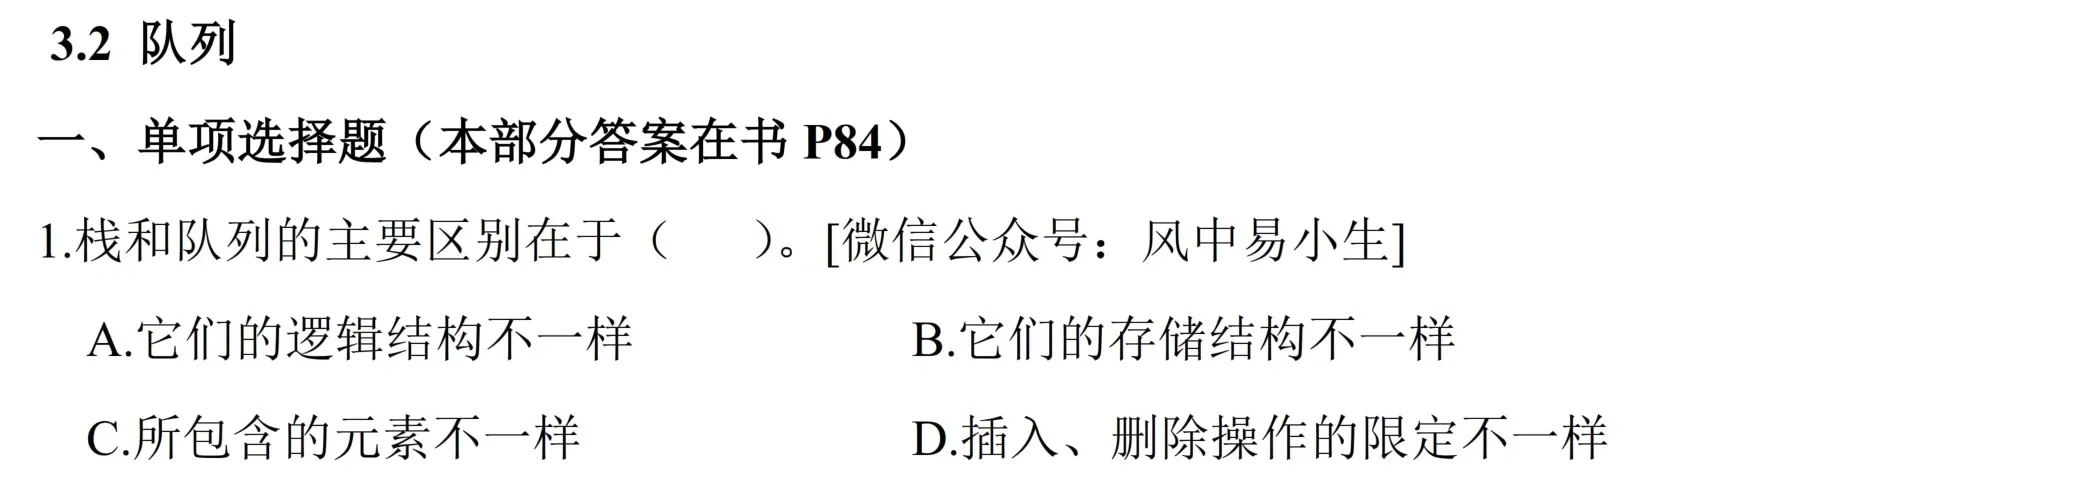 3.2 队列
一、单项选择题（本部分答案在书 P84）
1.栈和队列的主要区别在于（ ）。[微信公众号：风中易小生]
A.它们的逻辑结构不一样 B.它们的存储结构不一样
C.所包含的元素不一样 D.插入、删除操作的限定不一样